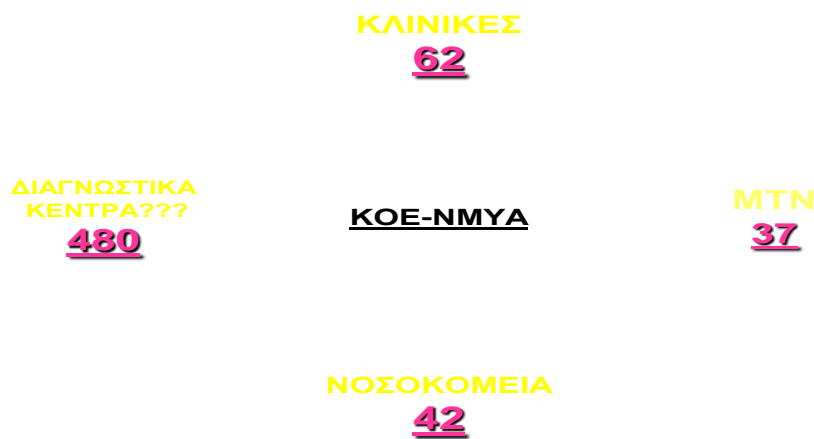 ΚΛΙΝΙΚΕΣ
62
ΔΙΑΓΝΩΣΤΙΚΑ
ΚΕΝΤΡΑ???
480
ΚΟΕ-ΝΜΥΑ
ΜΤΝ
37
ΝΟΣΟΚΟΜΕΙΑ
42